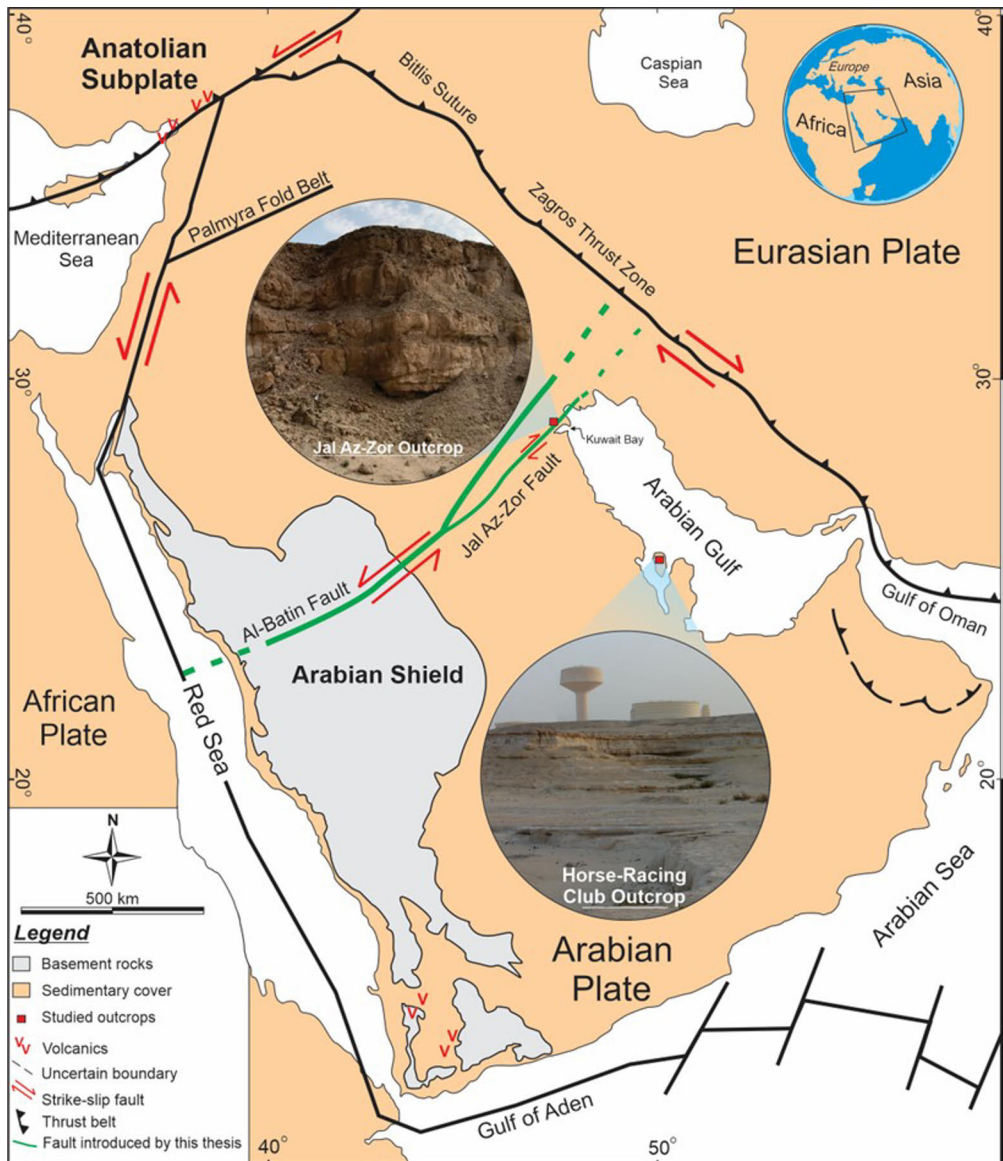 40°
40°
Anatolian
Subplate
Bitlis Suture
Caspian
Sea
Europe
Asia
Africa
Palmyra Fold Belt
Mediterranean
Sea
Zagros Thrust Zone
Eurasian Plate
30°
30°
Jal Az-Zor Outcrop
Kuwait Bay
Jal Az-Zor Fault
Arabian Gulf
Al-Batin Fault
Gulf of Oman
Arabian Shield
African
Plate
Red Sea
20°
20°
N
500 km
Horse-Racing
Club Outcrop
Arabian Sea
Arabian
Plate
Legend
Basement rocks
Sedimentary cover
Studied outcrops
Volcanics
Uncertain boundary
Strike-slip fault
Thrust belt
Fault introduced by this thesis
Gulf of Aden
40°
50°